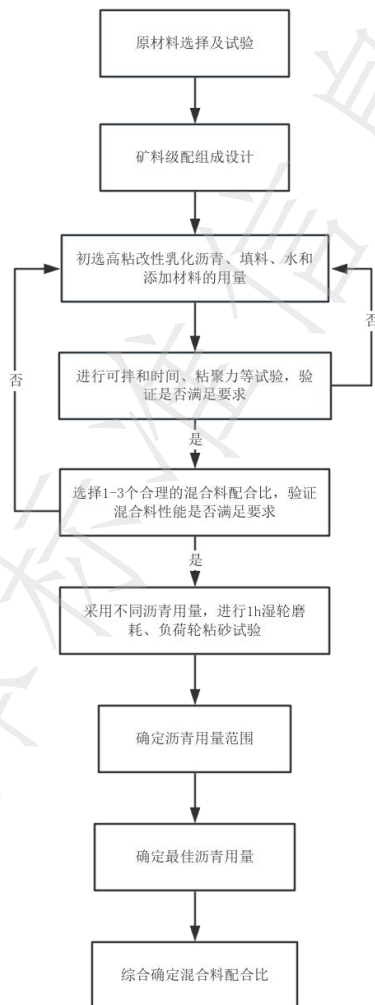 原材料选择及试验
矿料级配组成设计
初选高粘改性乳化沥青、填料、水和
添加材料的用量
否
否
进行可拌和时间、粘聚力等试验，验
证是否满足要求
是
选择1-3个合理的混合料配合比，验证
混合料性能是否满足要求
是
采用不同沥青用量，进行1h湿轮磨
耗、负荷轮粘砂试验
确定沥青用量范围
确定最佳沥青用量
综合确定混合料配合比